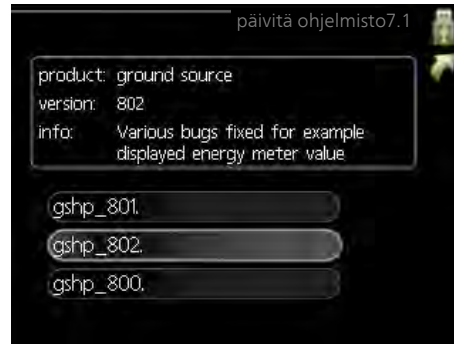 päivitä ohjelmisto7.1
product: ground source
version: 802
info: Various bugs fixed for example
displayed energy meter value
gshp_801.
gshp_802.
gshp_800.